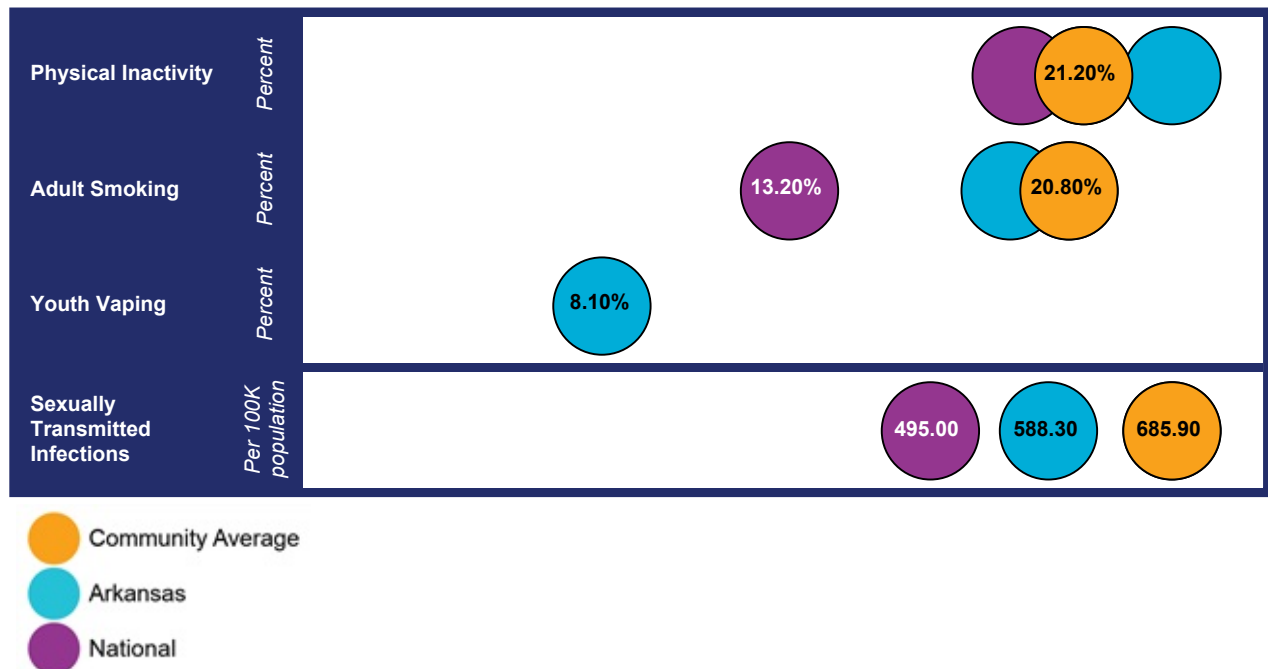 Physical Inactivity
Percent
21.20%
Adult Smoking
Percent
13.20%
20.80%
Youth Vaping
Percent
8.10%
Sexually
Transmitted
Infections
Per 100K
population
495.00
588.30
685.90
Community Average
Arkansas
National